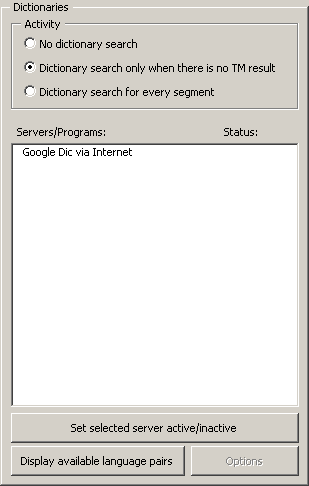 Dictionaries
Activity
No dictionary search
Dictionary search only when there is no TM result
Dictionary search for every segment
Servers/Programs: Status:
Google Dic via Internet
Set selected server active/inactive
Display available language pairs Options